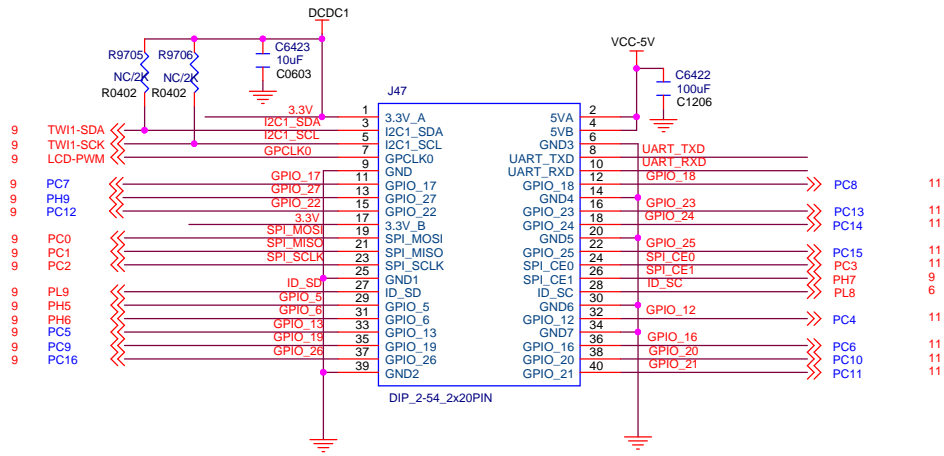 DCDC1
VCC-5V
R9705
R9706
C6423
10uF
C0603
NC/2K
NC/2K
R0402
R0402
C6422
100uF
C1206
J47
9 TWI1-SDA I2C1_SDA 3.3V 1 3.3V_A 5VA 2
3 I2C1_SDA 5VB 4
9 TWI1-SCK I2C1_SCL 5 I2C1_SCL GND3 6
9 LCD-PWM GPCLK0 7 GPCLK0 UART_TXD 8 UART_TXD
9 GND UART_RXD 10 UART_RXD
9 PC7 GPIO_17 11 GPIO_17 GPIO_18 12 GPIO_18 PC8 11
9 PH9 GPIO_27 13 GPIO_27 GND4 14
9 PC12 GPIO_22 15 GPIO_22 GPIO_23 16 GPIO_23 PC13 11
3.3V 17 3.3V_B GPIO_24 18 GPIO_24 PC14 11
9 PC0 SPI_MOSI 19 SPI_MOSI GND5 20
9 PC1 SPI_MISO 21 SPI_MISO GPIO_25 22 GPIO_25 PC15 11
9 PC2 SPI_SCLK 23 SPI_SCLK SPI_CE0 24 SPI_CE0 PC3 11
25 GND1 SPI_CE1 26 SPI_CE1 PH7 9
9 PL9 ID_SD 27 ID_SD ID_SC 28 ID_SC PL8 6
9 PH5 GPIO_5 29 GPIO_5 GND6 30
9 PH6 GPIO_6 31 GPIO_6 GPIO_12 32 GPIO_12 PC4 11
9 PC5 GPIO_13 33 GPIO_13 GND7 34
9 PC9 GPIO_19 35 GPIO_19 GPIO_16 36 GPIO_16 PC6 11
9 PC16 GPIO_26 37 GPIO_26 GPIO_20 38 GPIO_20 PC10 11
39 GND2 GPIO_21 40 GPIO_21 PC11 11
DIP_2-54_2x20PIN